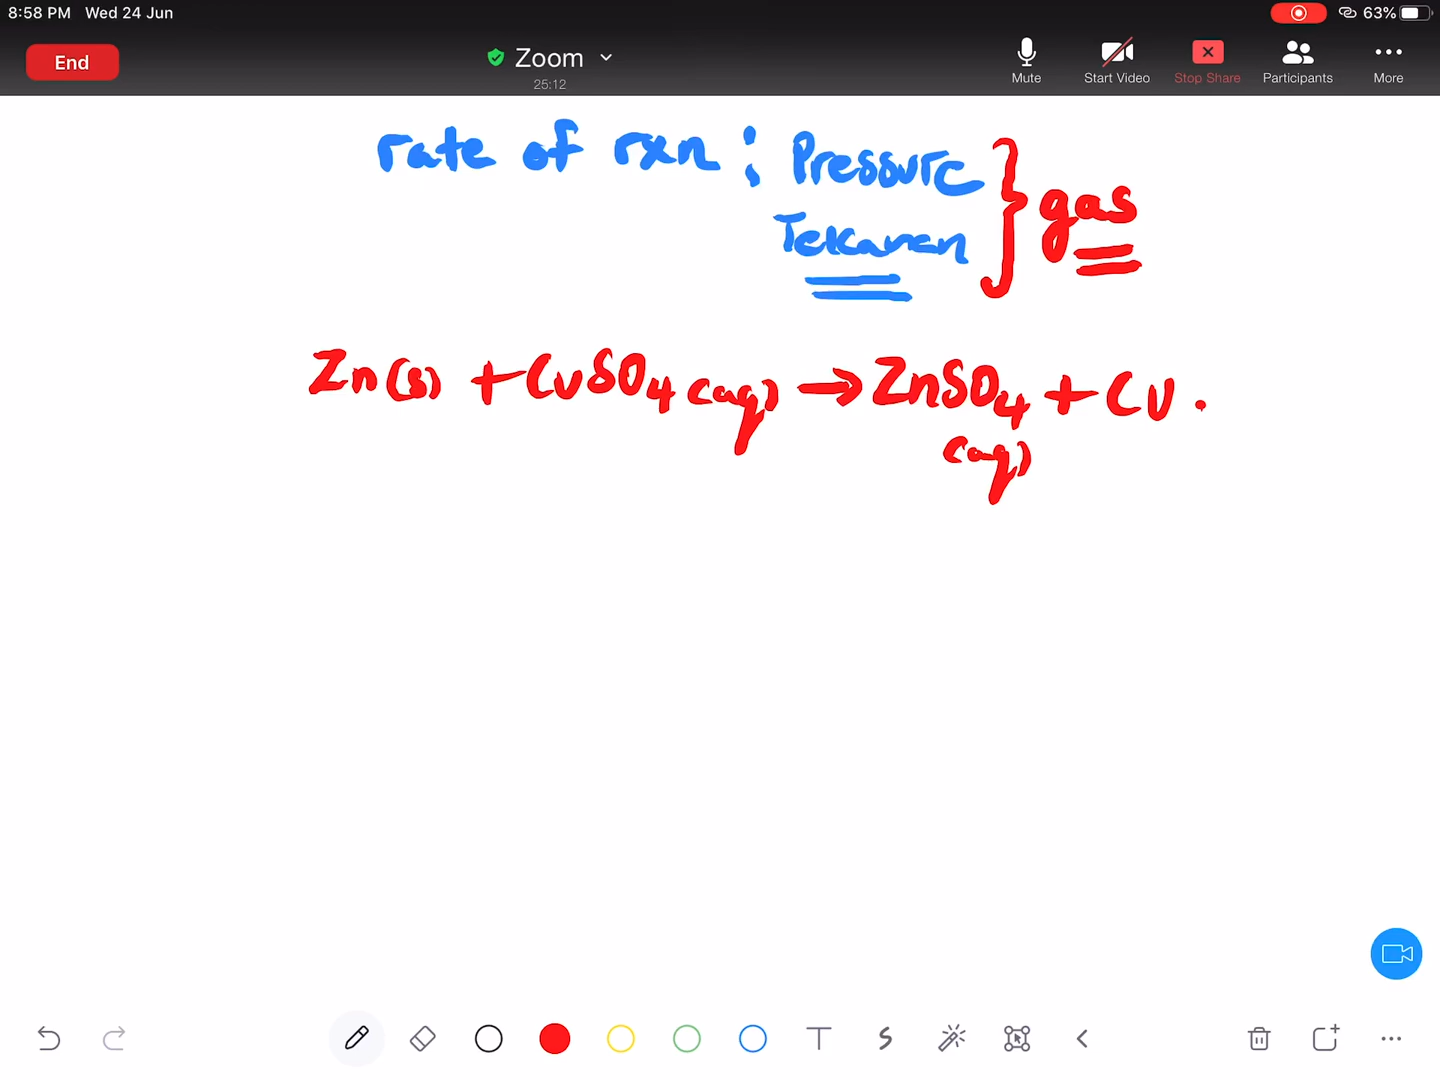 8:58 PM Wed 24 Jun 63%
End Zoom Mute Start Video Stop Share Participants More
25:12
rate of rxn : Pressure } gas
Tekanan
Zn(s) + CuSO4 (aq) → ZnSO4 + Cu .
(aq)
T